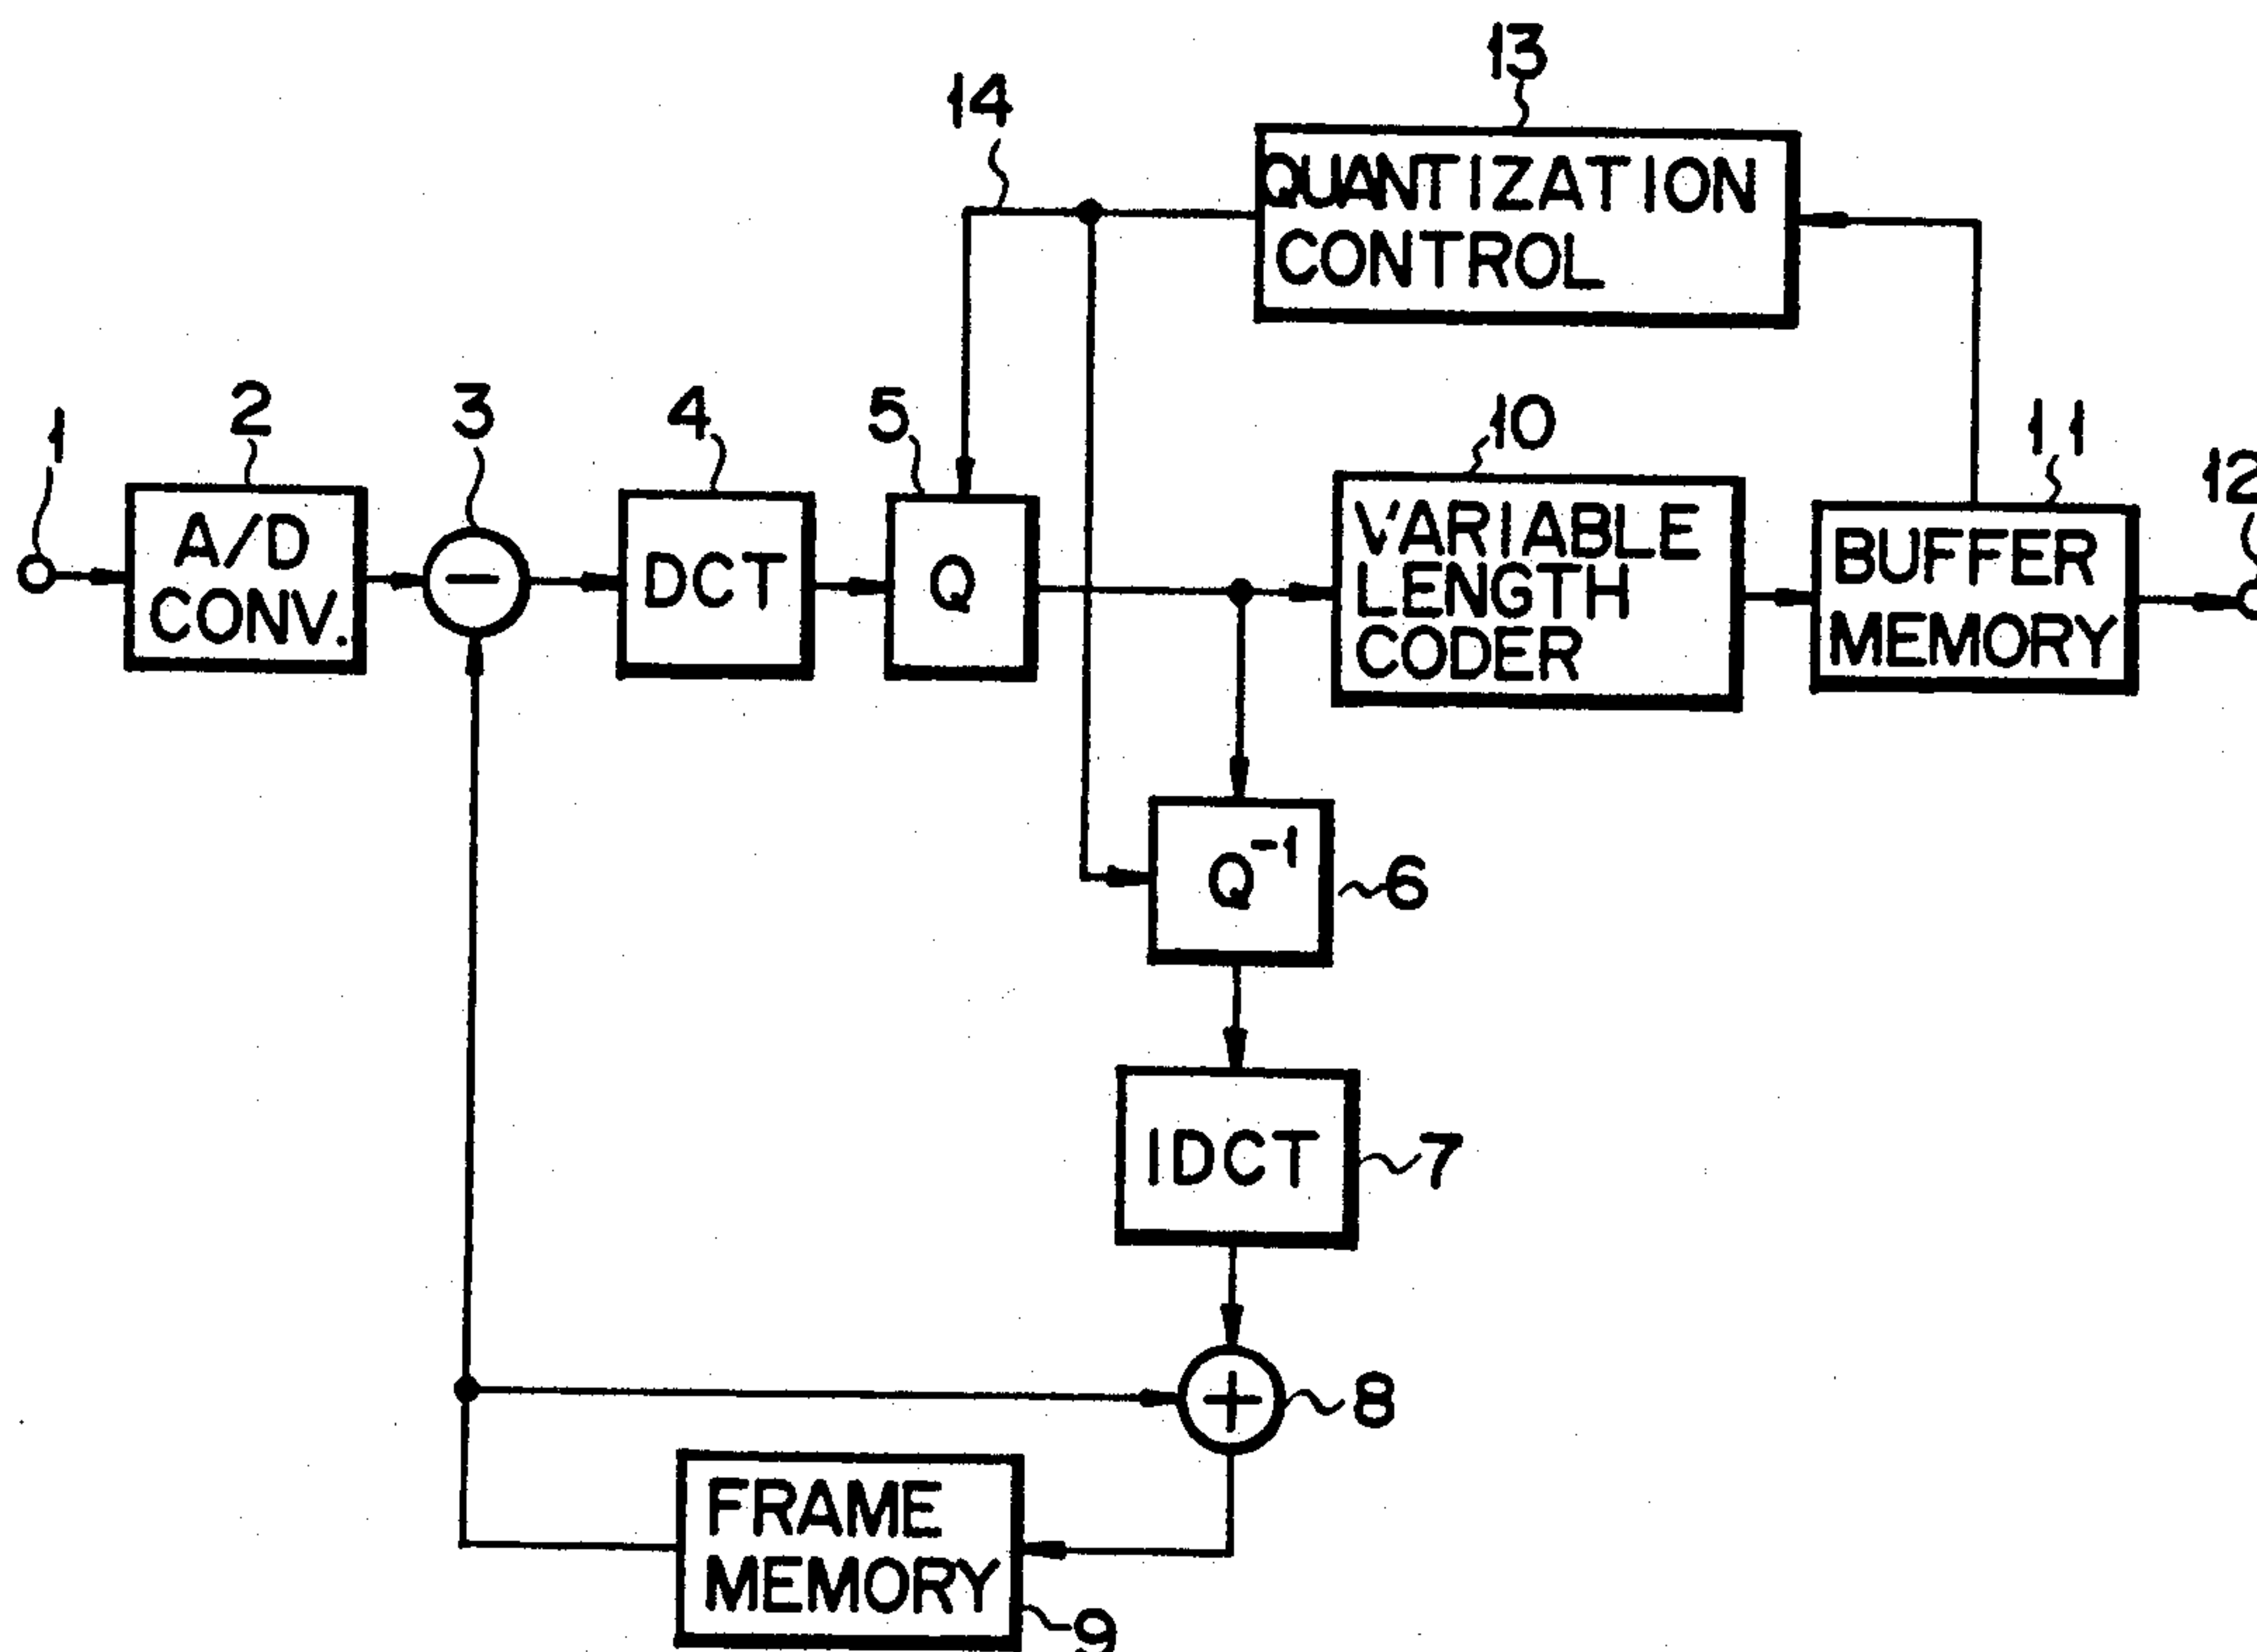 13
14
QUANTIZATION
CONTROL
1
2
3
4
5
10
11
12
A/D
CONV.
−
DCT
Q
VARIABLE
LENGTH
CODER
BUFFER
MEMORY
Q⁻¹
6
IDCT
7
+
8
FRAME
MEMORY
9